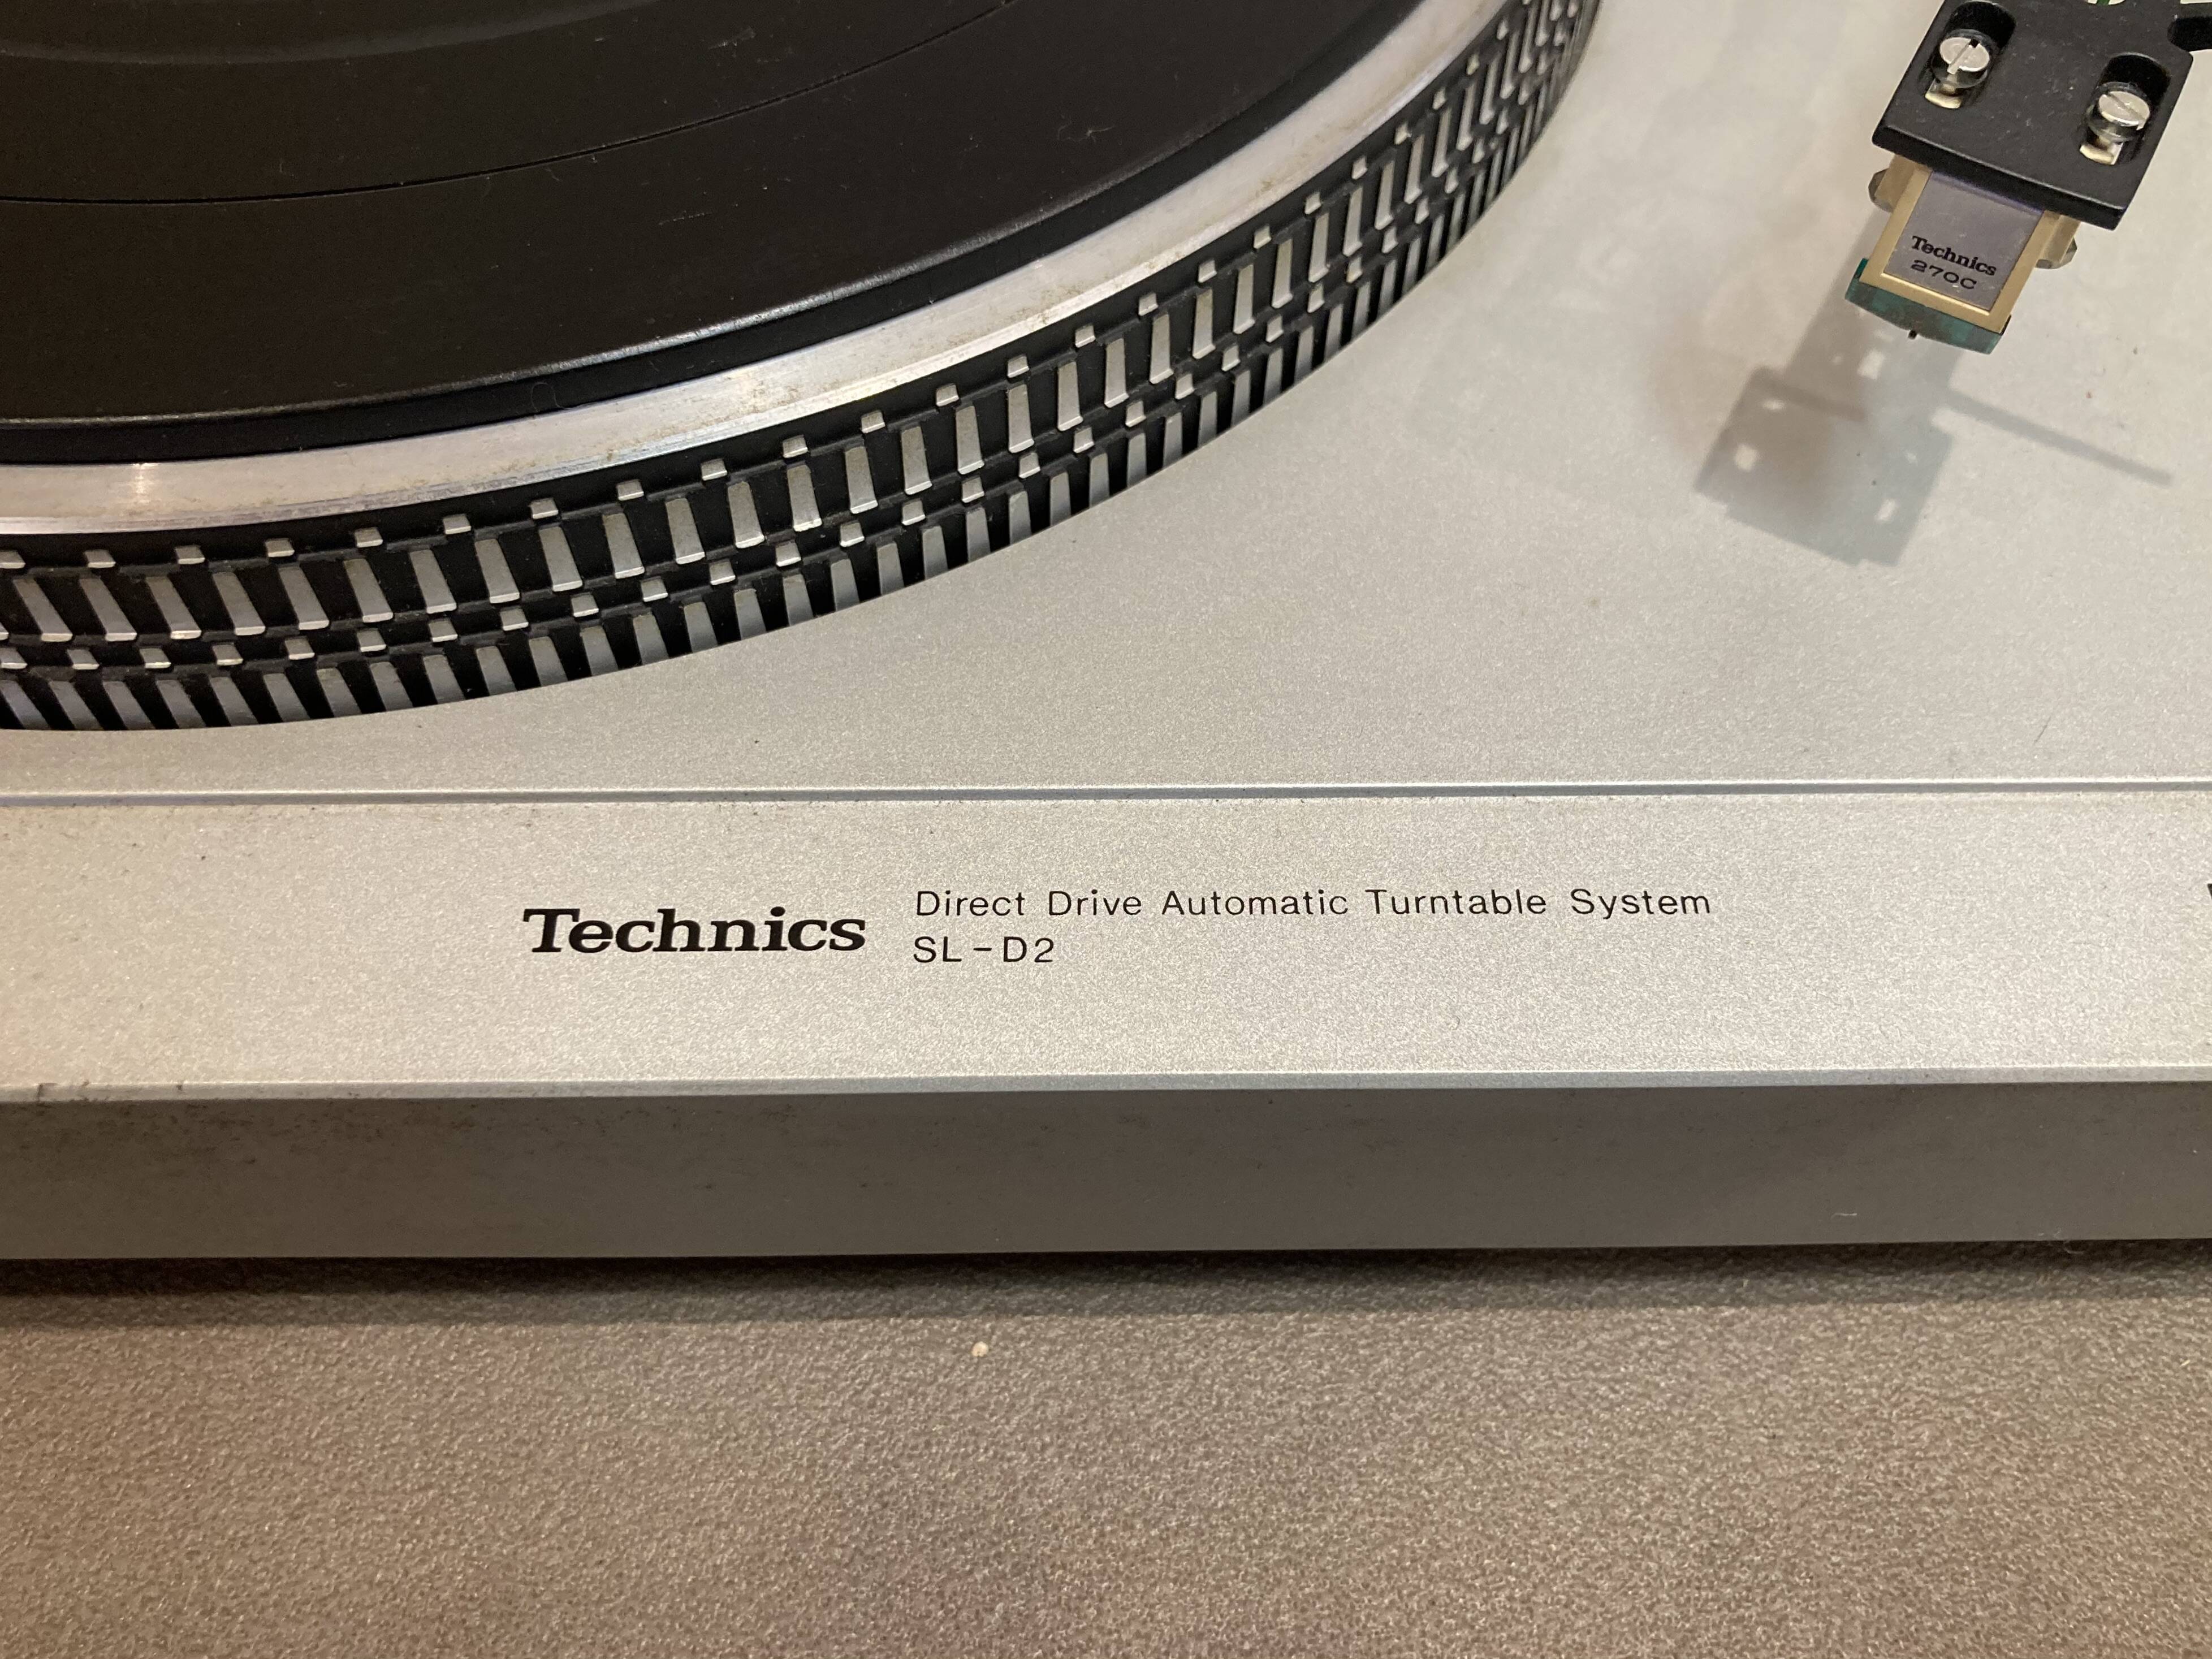 Technics
270C
Technics
Direct Drive Automatic Turntable System
SL-D2